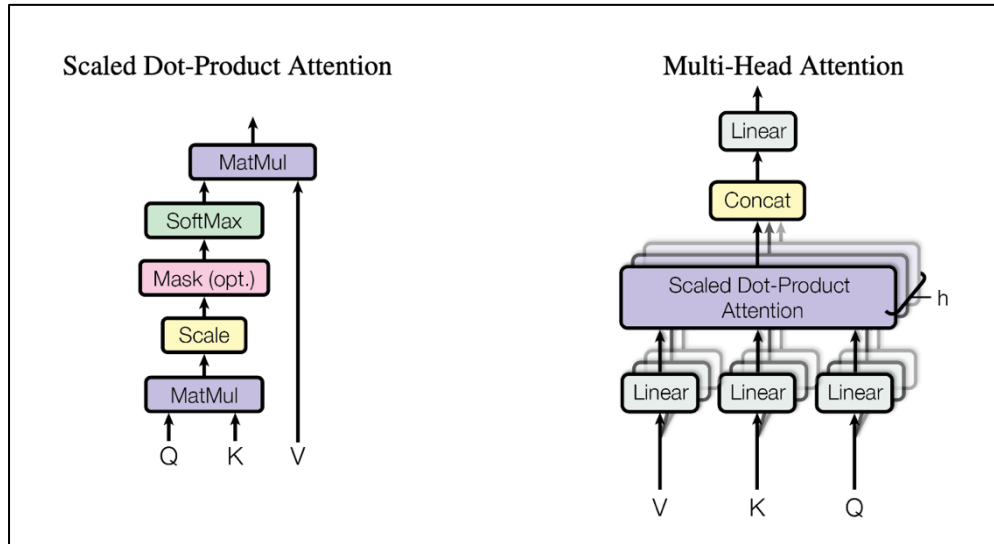 Scaled Dot-Product Attention
MatMul
SoftMax
Mask (opt.)
Scale
MatMul
Q K V
Multi-Head Attention
Linear
Concat
Scaled Dot-Product
Attention
h
Linear Linear Linear
V K Q